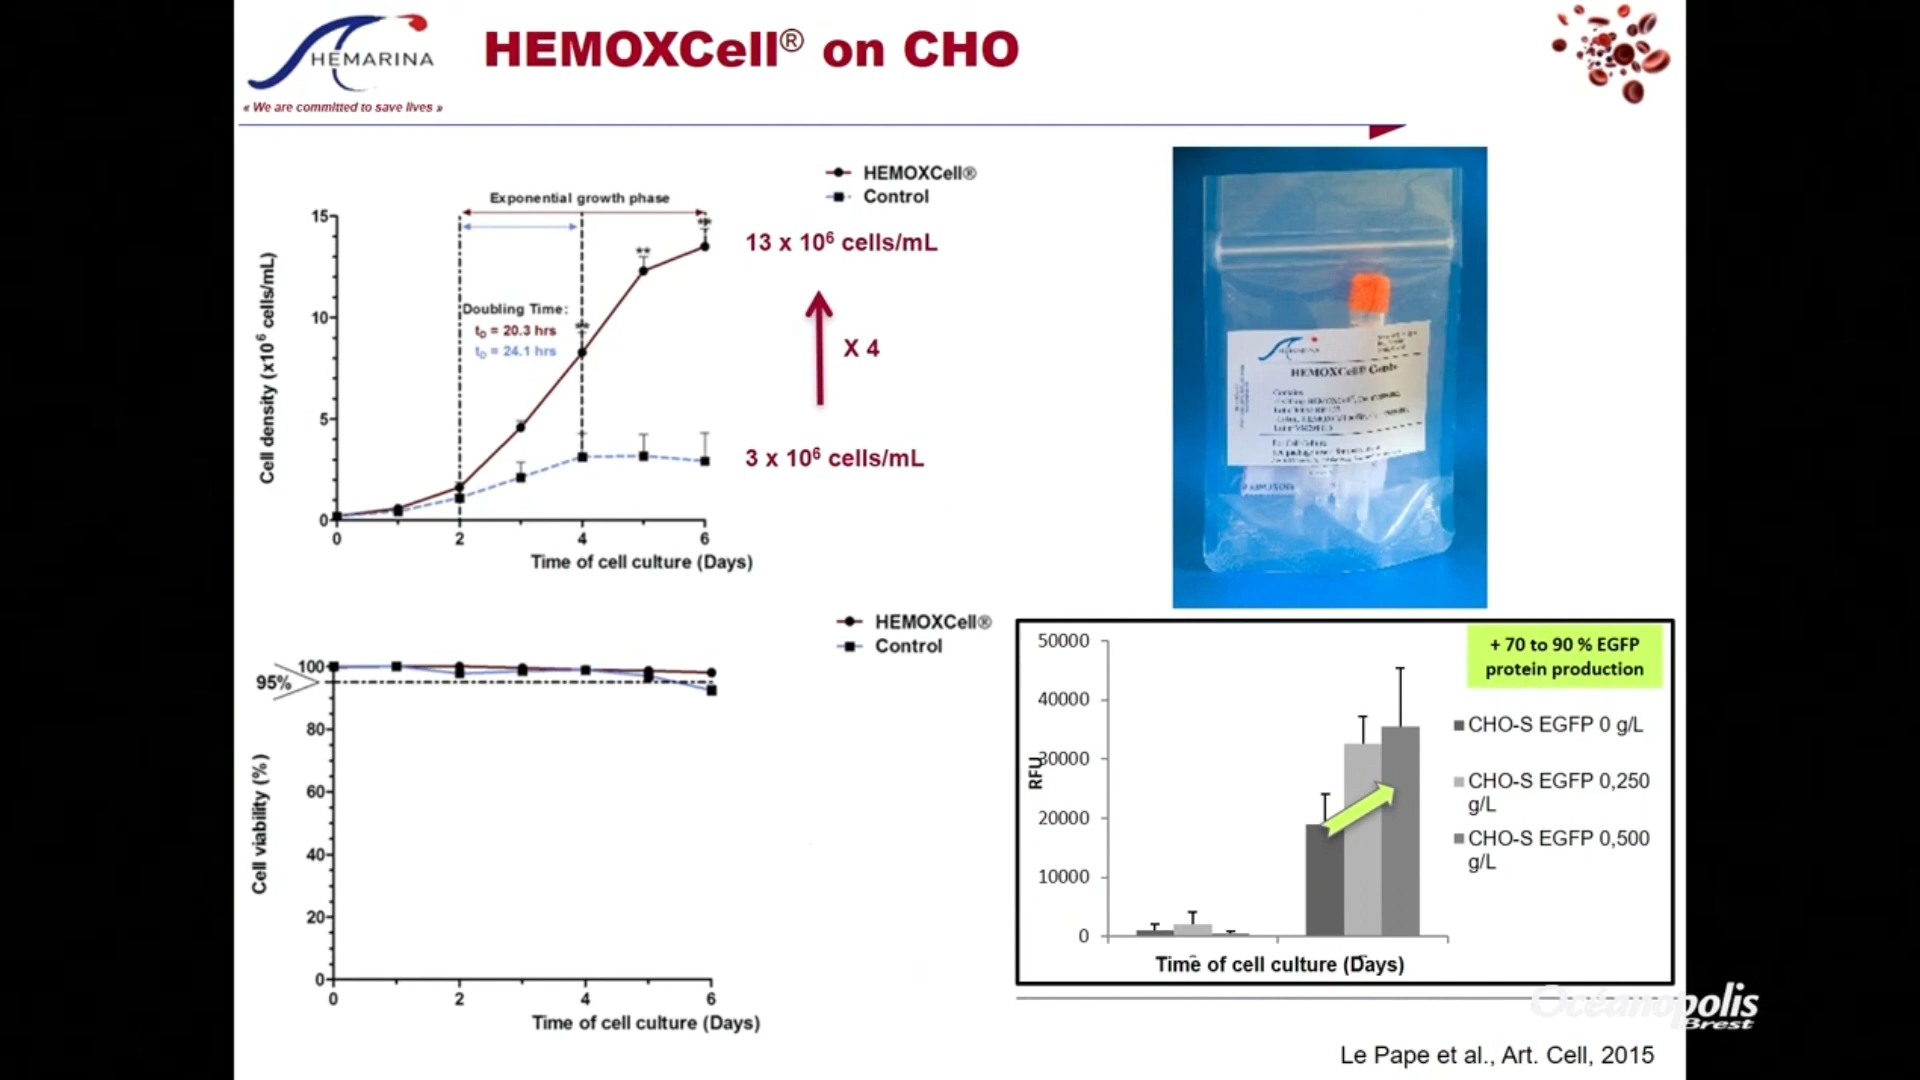 HEMARINA
« We are committed to save lives »
HEMOXCell® on CHO
HEMOXCell®
Control
Exponential growth phase
15
10
5
0
**
**
**
Doubling Time:
tD = 20.3 hrs
tD = 24.1 hrs
Cell density (x10⁶ cells/mL)
0 2 4 6
Time of cell culture (Days)
13 x 10⁶ cells/mL
X 4
3 x 10⁶ cells/mL
HEMARINA
HEMOXCell®
HEMOXCell®
Control
100
95%
80
60
40
20
0
Cell viability (%)
0 2 4 6
Time of cell culture (Days)
50000
40000
30000
20000
10000
0
RFU
Time of cell culture (Days)
+ 70 to 90 % EGFP
protein production
CHO-S EGFP 0 g/L
CHO-S EGFP 0,250
g/L
CHO-S EGFP 0,500
g/L
Océanopolis
Brest
Le Pape et al., Art. Cell, 2015